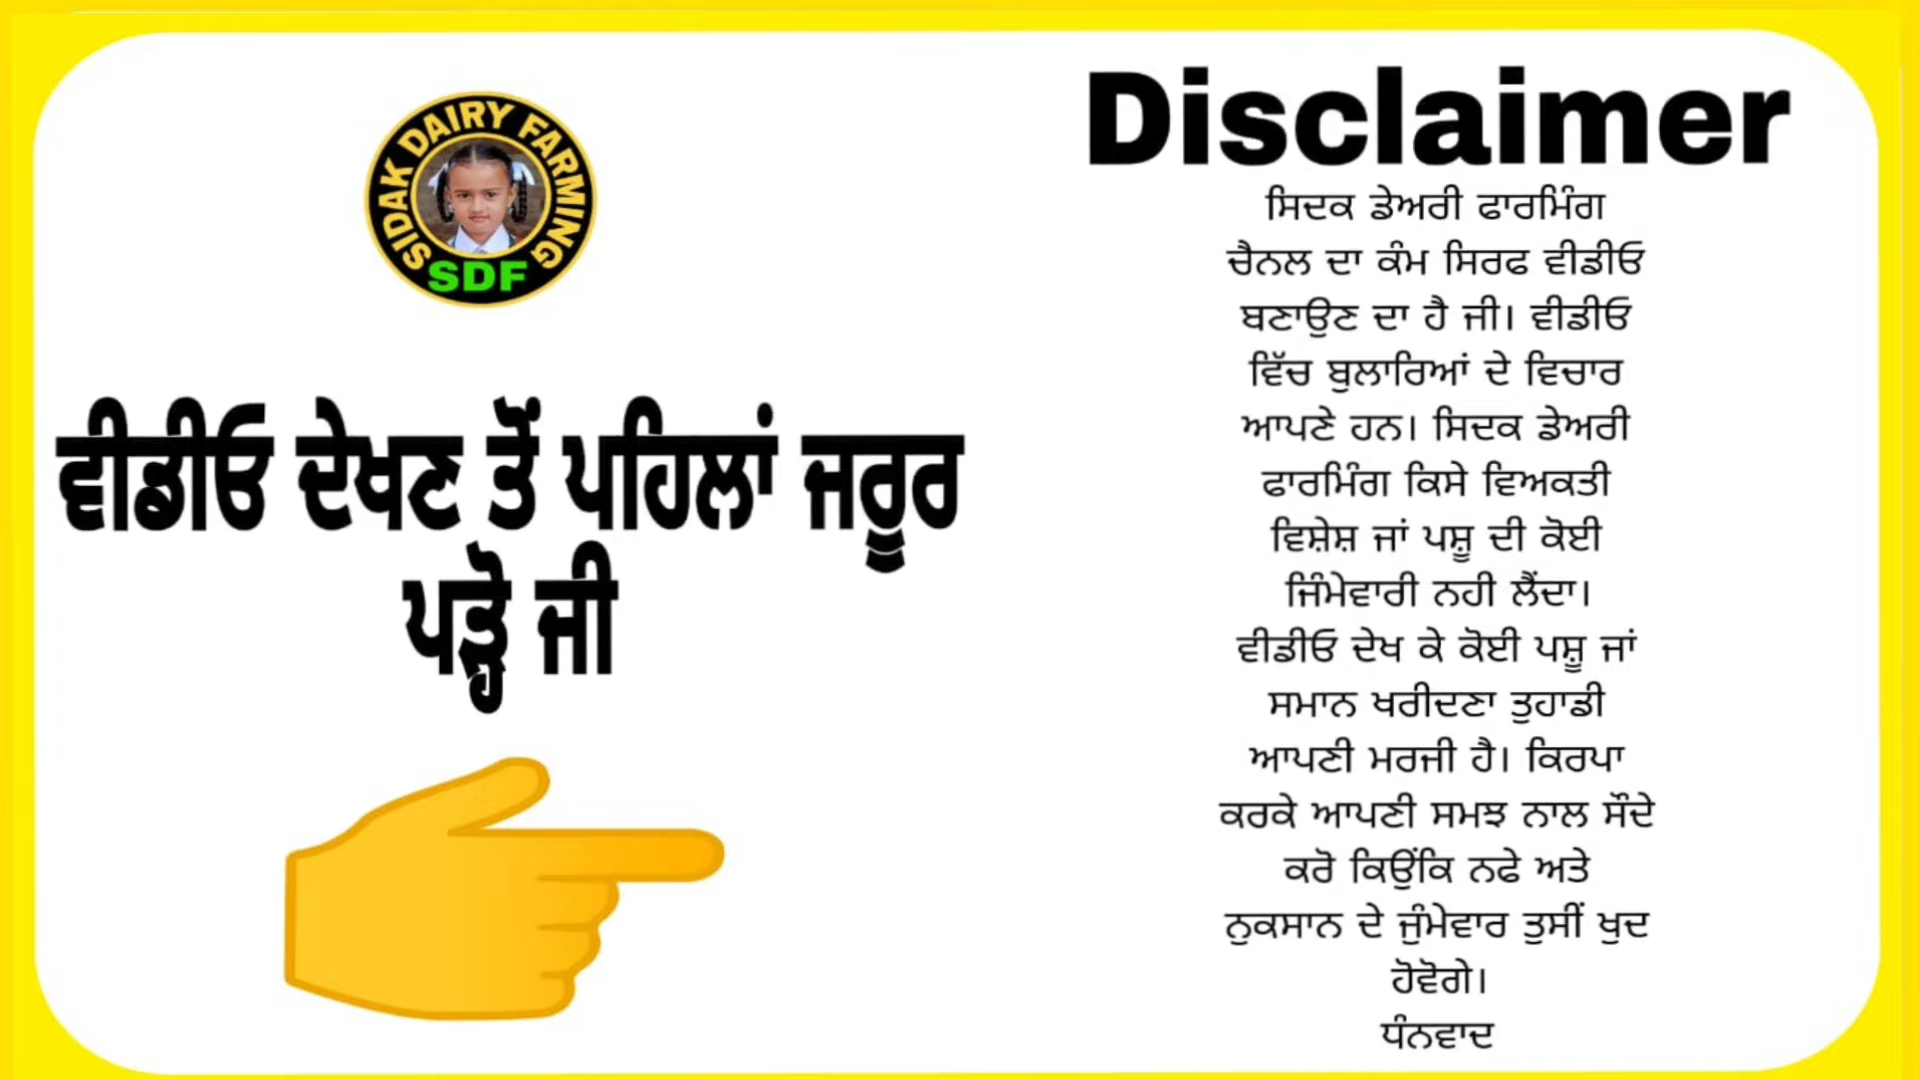 SIDAK DAIRY FARMING
SDF
ਵੀਡੀਓ ਦੇਖਣ ਤੋਂ ਪਹਿਲਾਂ ਜਰੂਰ
ਪੜ੍ਹੋ ਜੀ
Disclaimer
ਸਿਦਕ ਡੇਅਰੀ ਫਾਰਮਿੰਗ
ਚੈਨਲ ਦਾ ਕੰਮ ਸਿਰਫ ਵੀਡੀਓ
ਬਣਾਉਣ ਦਾ ਹੈ ਜੀ। ਵੀਡੀਓ
ਵਿੱਚ ਬੁਲਾਰਿਆਂ ਦੇ ਵਿਚਾਰ
ਆਪਣੇ ਹਨ। ਸਿਦਕ ਡੇਅਰੀ
ਫਾਰਮਿੰਗ ਕਿਸੇ ਵਿਅਕਤੀ
ਵਿਸ਼ੇਸ਼ ਜਾਂ ਪਸ਼ੂ ਦੀ ਕੋਈ
ਜਿੰਮੇਵਾਰੀ ਨਹੀ ਲੈਂਦਾ।
ਵੀਡੀਓ ਦੇਖ ਕੇ ਕੋਈ ਪਸ਼ੂ ਜਾਂ
ਸਮਾਨ ਖਰੀਦਣਾ ਤੁਹਾਡੀ
ਆਪਣੀ ਮਰਜੀ ਹੈ। ਕਿਰਪਾ
ਕਰਕੇ ਆਪਣੀ ਸਮਝ ਨਾਲ ਸੌਦੇ
ਕਰੋ ਕਿਉਂਕਿ ਨਫੇ ਅਤੇ
ਨੁਕਸਾਨ ਦੇ ਜੁੰਮੇਵਾਰ ਤੁਸੀਂ ਖੁਦ
ਹੋਵੋਗੇ।
ਧੰਨਵਾਦ